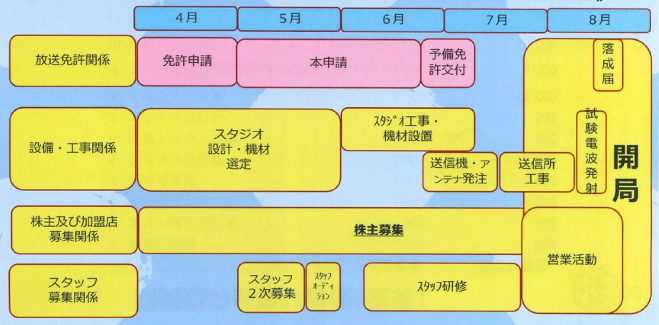 4月
5月
6月
7月
8月
放送免許関係
免許申請
本申請
予備免
許交付
落成届
設備・工事関係
スタジオ
設計・機材
選定
ｽﾀｼﾞｵ工事・
機材設置
送信機・ｱ
ﾝﾃﾅ発注
送信所
工事
試験電波発射
開局
株主及び加盟店
募集関係
株主募集
営業活動
スタッフ
募集関係
スタッフ
２次募集
ｽﾀｯﾌ
ｵｰﾃﾞｨ
ｼｮﾝ
ｽﾀｯﾌ研修